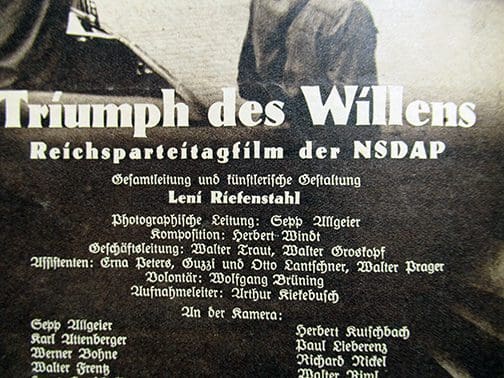 Triumph des Willens
Reichsparteitagfilm der NSDAP
Gesamtleitung und künstlerische Gestaltung
Leni Riefenstahl
Photographische Leitung: Sepp Allgeier
Komposition: Herbert Windt
Geschäftsleitung: Walter Traut, Walter Groskopf
Assistenten: Erna Peters, Guzzi und Otto Lantschner, Walter Prager
Volontär: Wolfgang Brüning
Aufnahmeleiter: Arthur Kiekebusch
An der Kamera:
Sepp Allgeier
Karl Attenberger
Werner Bohne
Walter Frentz
Herbert Kutschbach
Paul Lieberenz
Richard Nickel
Walter Riml